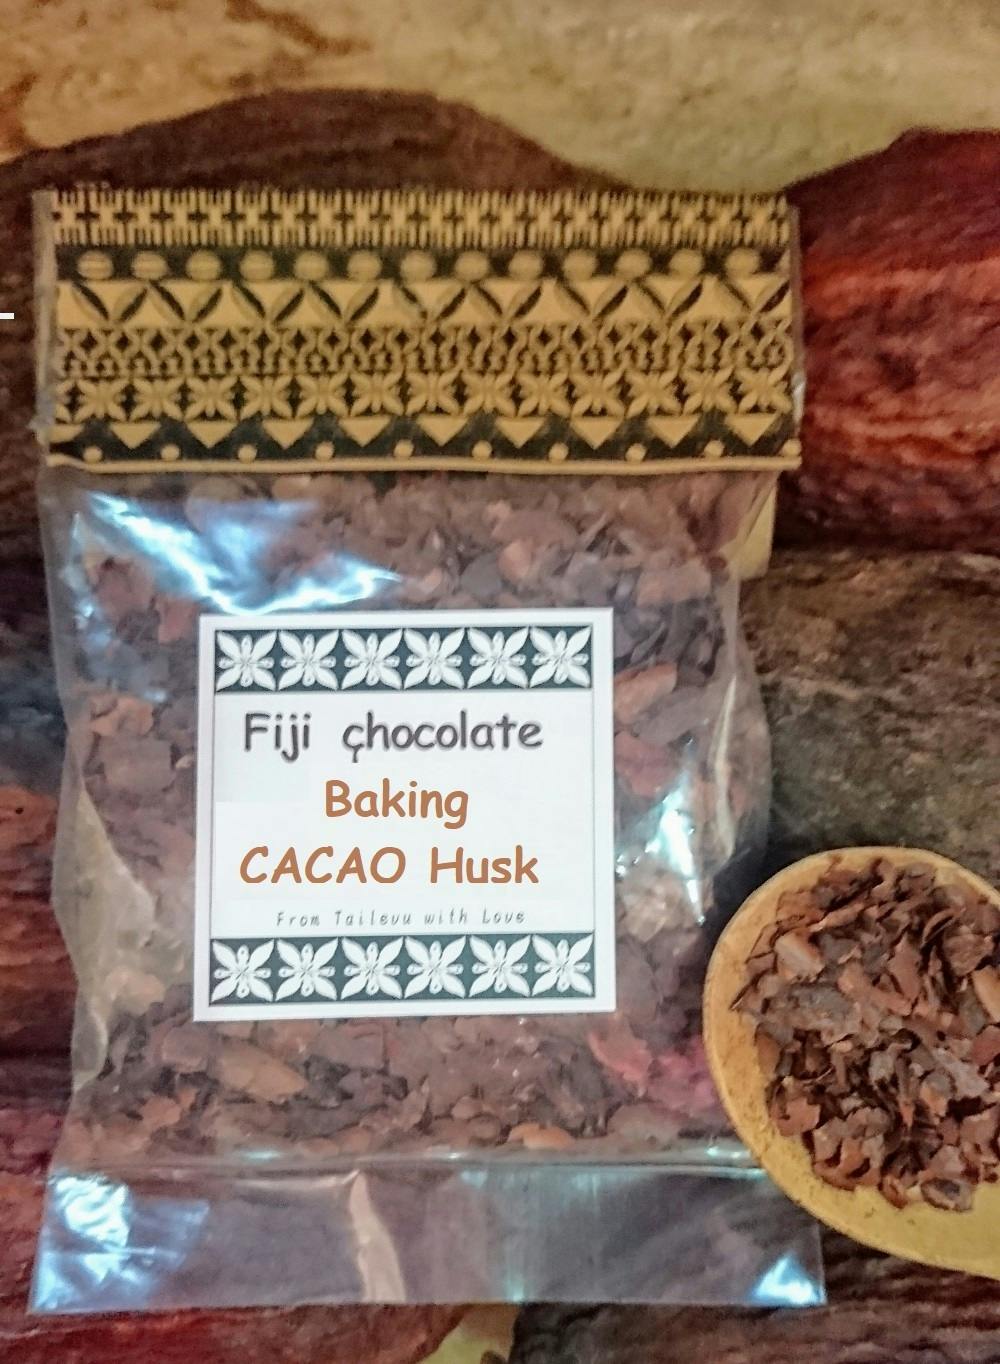 Fiji çhocolate
Baking
CACAO Husk
From Tailevu with Love